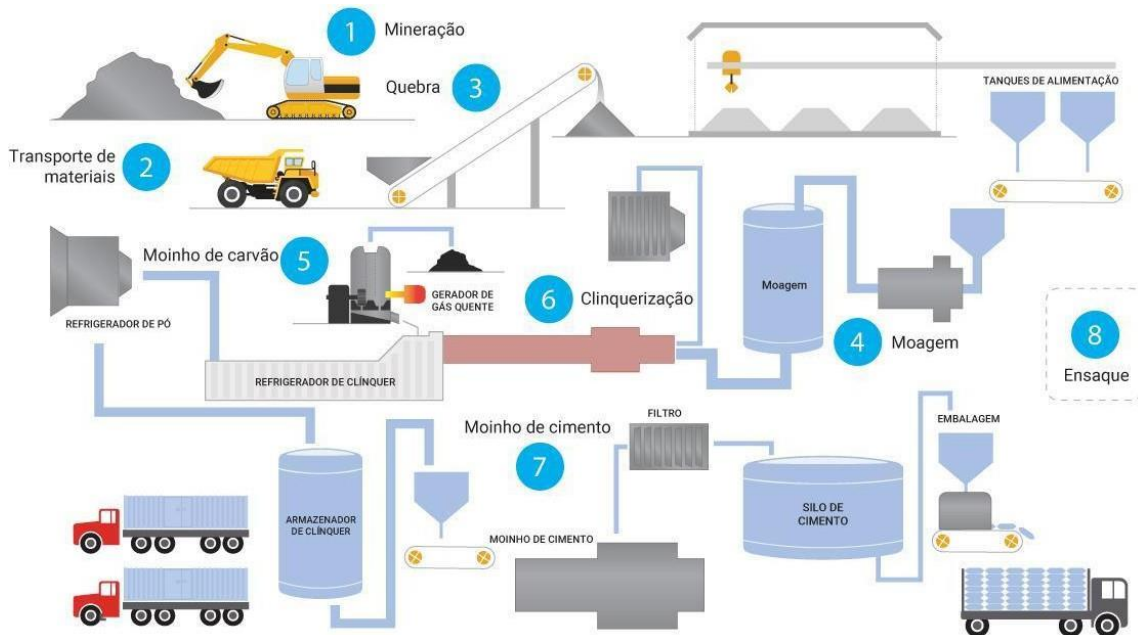 1
Mineração
Quebra
3
TANQUES DE ALIMENTAÇÃO
Transporte de
materiais
2
Moinho de carvão
5
GERADOR DE
GÁS QUENTE
6
Clinquerização
Moagem
4
Moagem
8
Ensaque
REFRIGERADOR DE PÓ
REFRIGERADOR DE CLÍNQUER
Moinho de cimento
7
FILTRO
EMBALAGEM
ARMAZENADOR
DE CLÍNQUER
MOINHO DE CIMENTO
SILO DE
CIMENTO